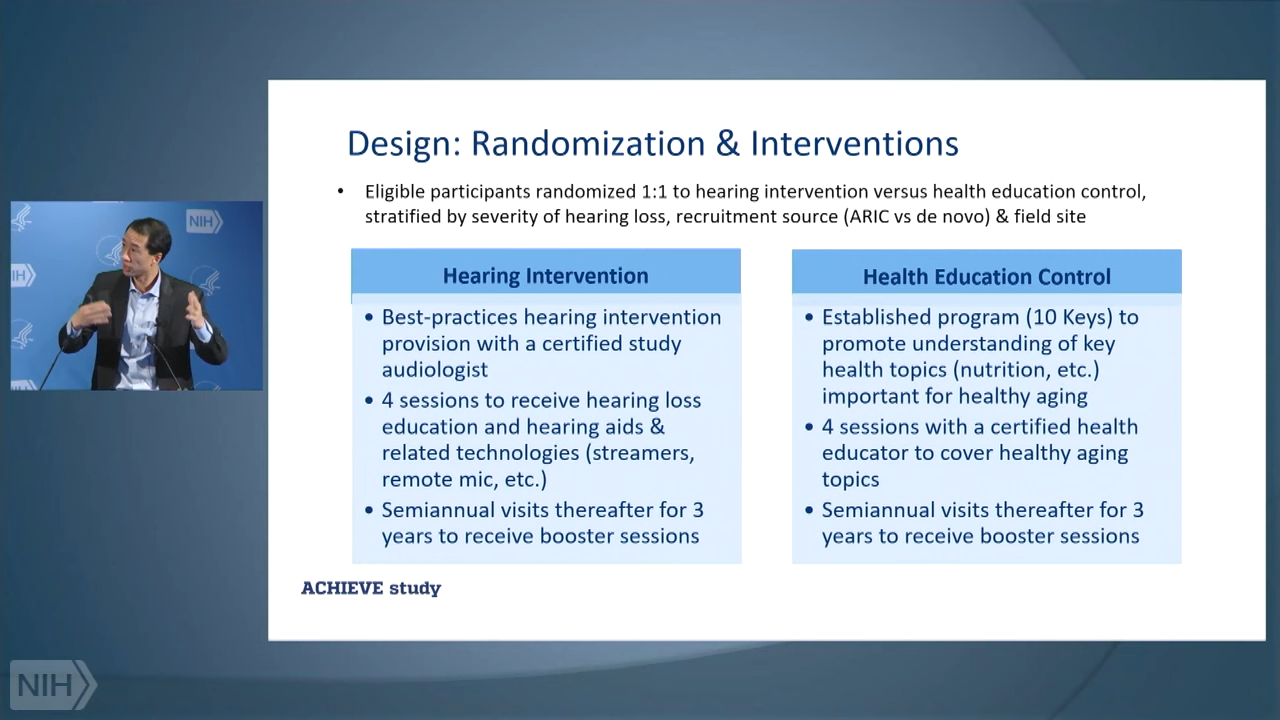 Design: Randomization & Interventions
• Eligible participants randomized 1:1 to hearing intervention versus health education control,
stratified by severity of hearing loss, recruitment source (ARIC vs de novo) & field site
Hearing Intervention
• Best-practices hearing intervention
provision with a certified study
audiologist
• 4 sessions to receive hearing loss
education and hearing aids &
related technologies (streamers,
remote mic, etc.)
• Semiannual visits thereafter for 3
years to receive booster sessions
Health Education Control
• Established program (10 Keys) to
promote understanding of key
health topics (nutrition, etc.)
important for healthy aging
• 4 sessions with a certified health
educator to cover healthy aging
topics
• Semiannual visits thereafter for 3
years to receive booster sessions
ACHIEVE study
NIH
IH
NIH